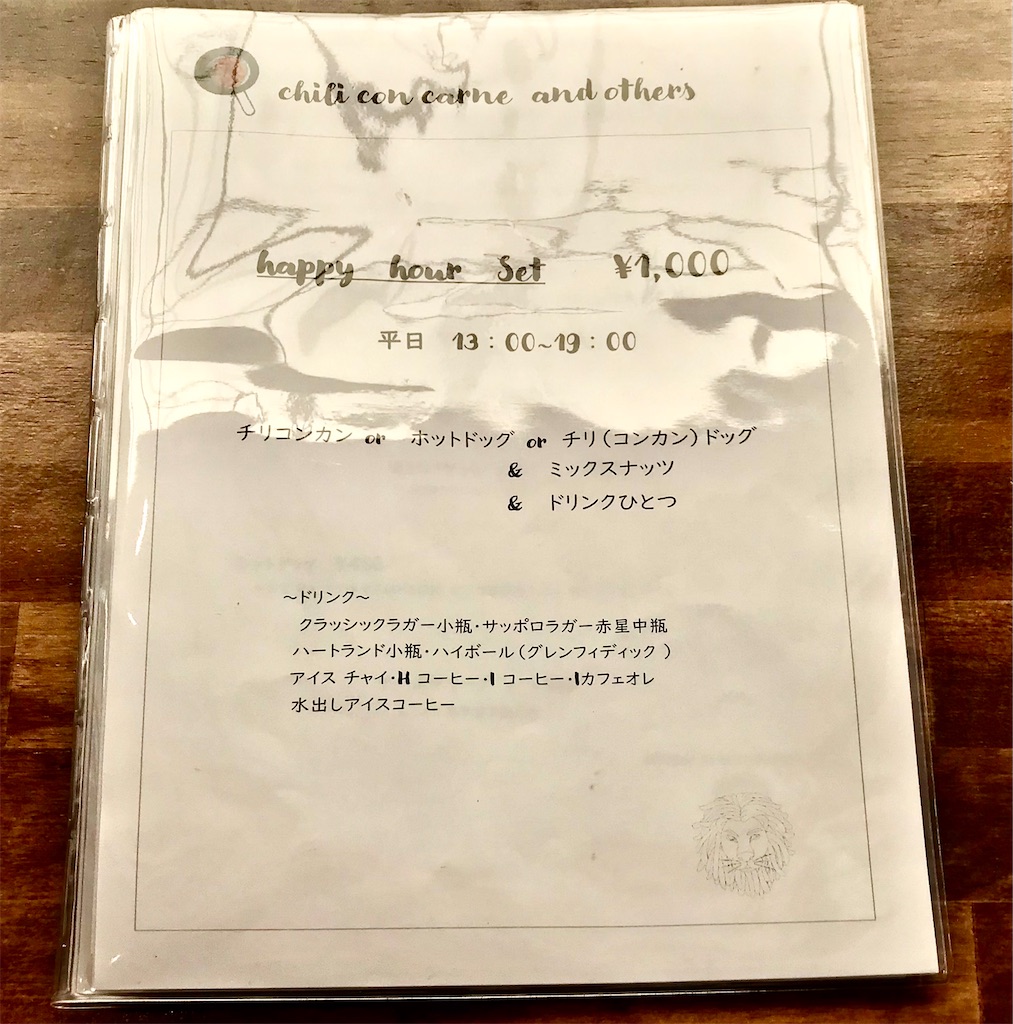 chili con carne and others
happy hour Set ¥1,000
平日 13：00~19：00
チリコンカン or ホットドッグ or チリ(コンカン)ドッグ
& ミックスナッツ
& ドリンクひとつ
～ドリンク～
クラッシックラガー小瓶・サッポロラガー赤星中瓶
ハートランド小瓶・ハイボール(グレンフィディック )
アイス チャイ・H コーヒー・I コーヒー・Iカフェオレ
水出しアイスコーヒー